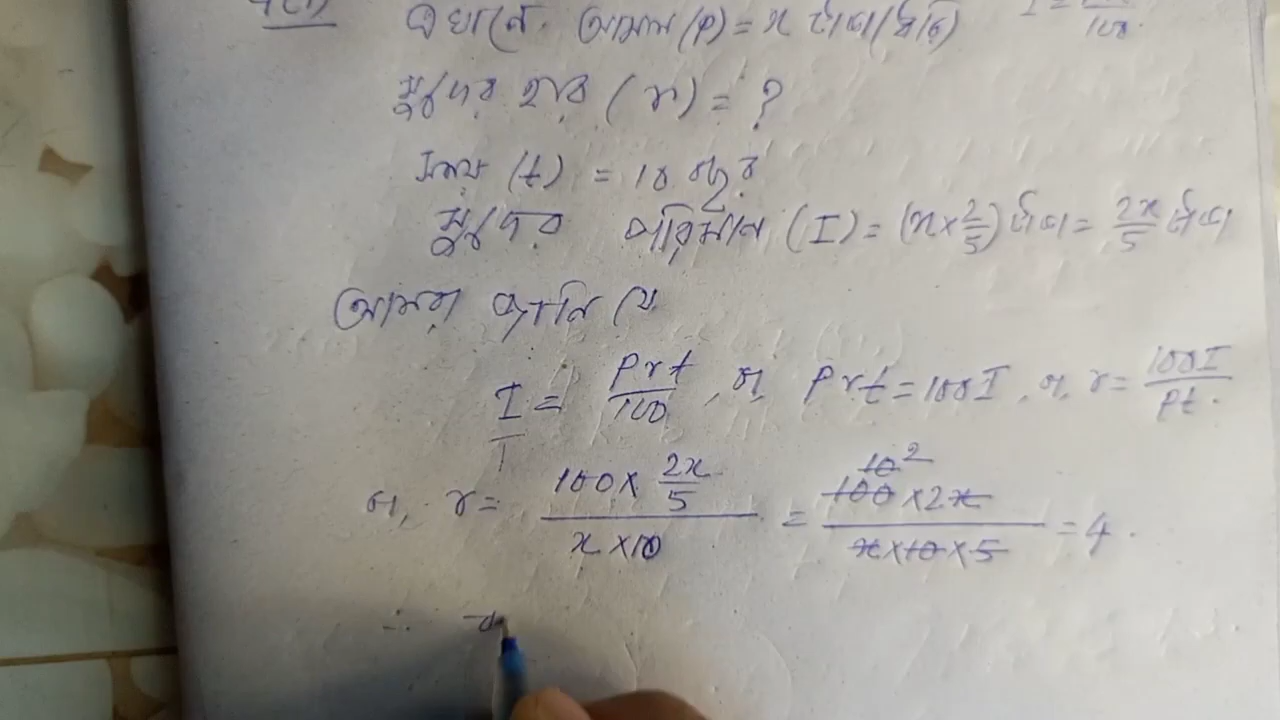 এখানে, আসল (p) = x টাকা (ধরি)
সুদের হার (r) = ?
সময় (t) = 10 বছর
সুদের পরিমান (I) = (x × 2/5) টাকা = 2x/5 টাকা
আমরা জানি যে
I = prt/100, বা, prt = 100I, বা, r = 100I/pt.
বা, r = (100 × 2x/5)/(x × 10) = (100 × 2x)/(x × 10 × 5) = 4.
∴